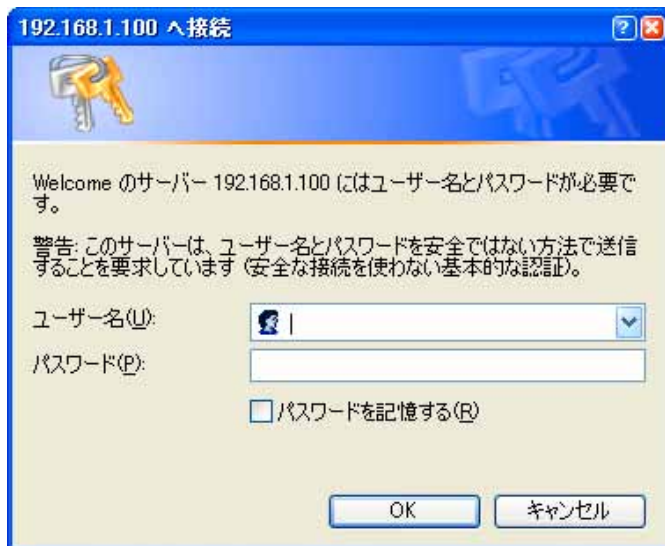 192.168.1.100 へ接続
Welcome のサーバー 192.168.1.100 にはユーザー名とパスワードが必要で
す。
警告: このサーバーは、ユーザー名とパスワードを安全ではない方法で送信
することを要求しています (安全な接続を使わない基本的な認証)。
ユーザー名(U):
パスワード(P):
パスワードを記憶する(R)
OK キャンセル